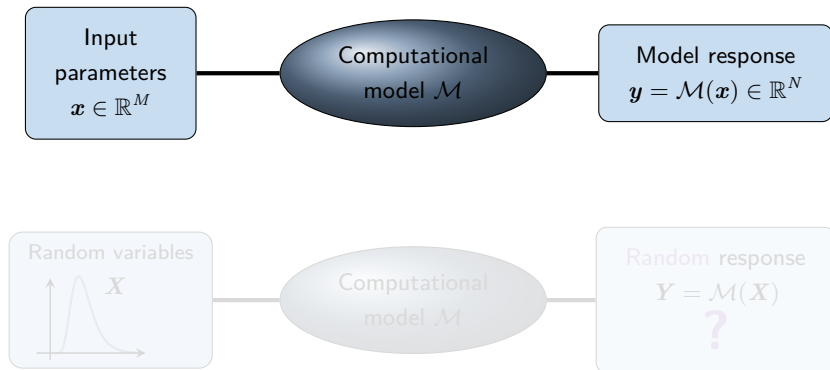 Input
parameters
x ∈ ℝ^M
Computational
model ℳ
Model response
y = ℳ(x) ∈ ℝ^N
Random variables
X
Computational
model ℳ
Random response
Y = ℳ(X)
?